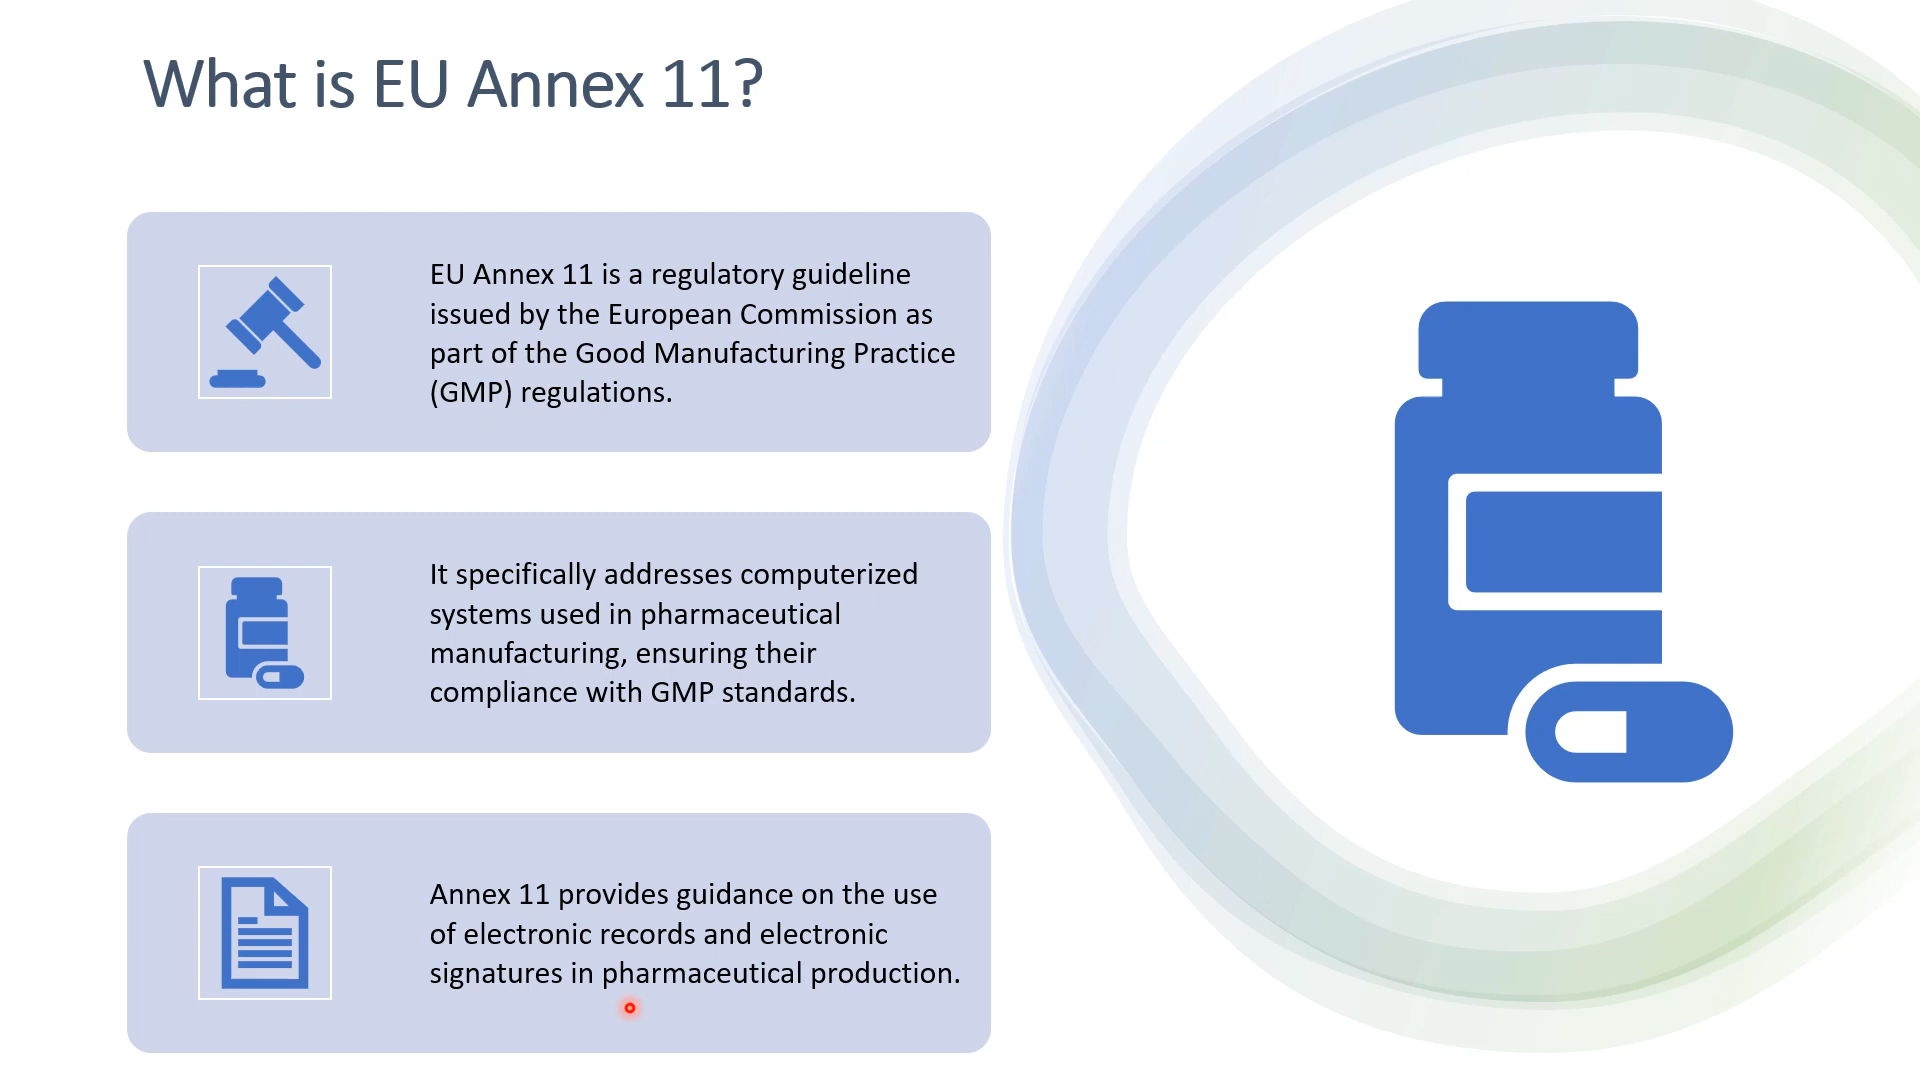 What is EU Annex 11?
EU Annex 11 is a regulatory guideline
issued by the European Commission as
part of the Good Manufacturing Practice
(GMP) regulations.
It specifically addresses computerized
systems used in pharmaceutical
manufacturing, ensuring their
compliance with GMP standards.
Annex 11 provides guidance on the use
of electronic records and electronic
signatures in pharmaceutical production.